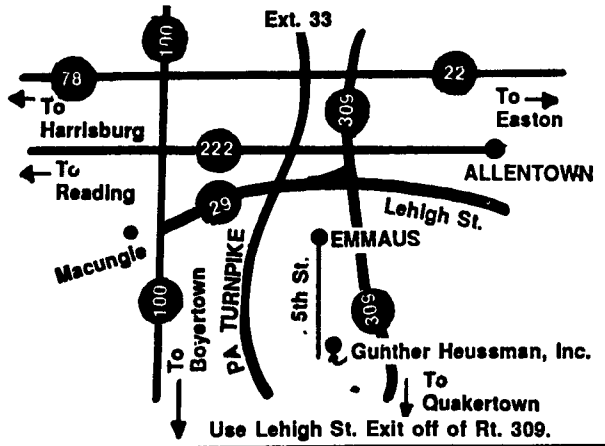 Ext. 33
100
78
22
To
Harrisburg
309
To
Easton
222
To
Reading
ALLENTOWN
29
Lehigh St.
EMMAUS
Macungie
100
To
Boyertown
PA TURNPIKE
5th St.
309
Gunther Heussman, Inc.
To
Quakertown
Use Lehigh St. Exit off of Rt. 309.